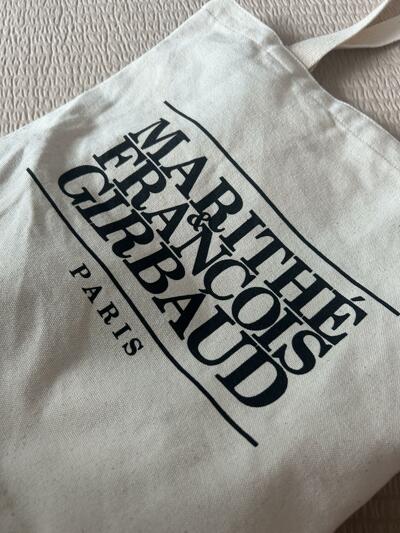 MARITHÉ
& FRANÇOIS
GIRBAUD
PARIS